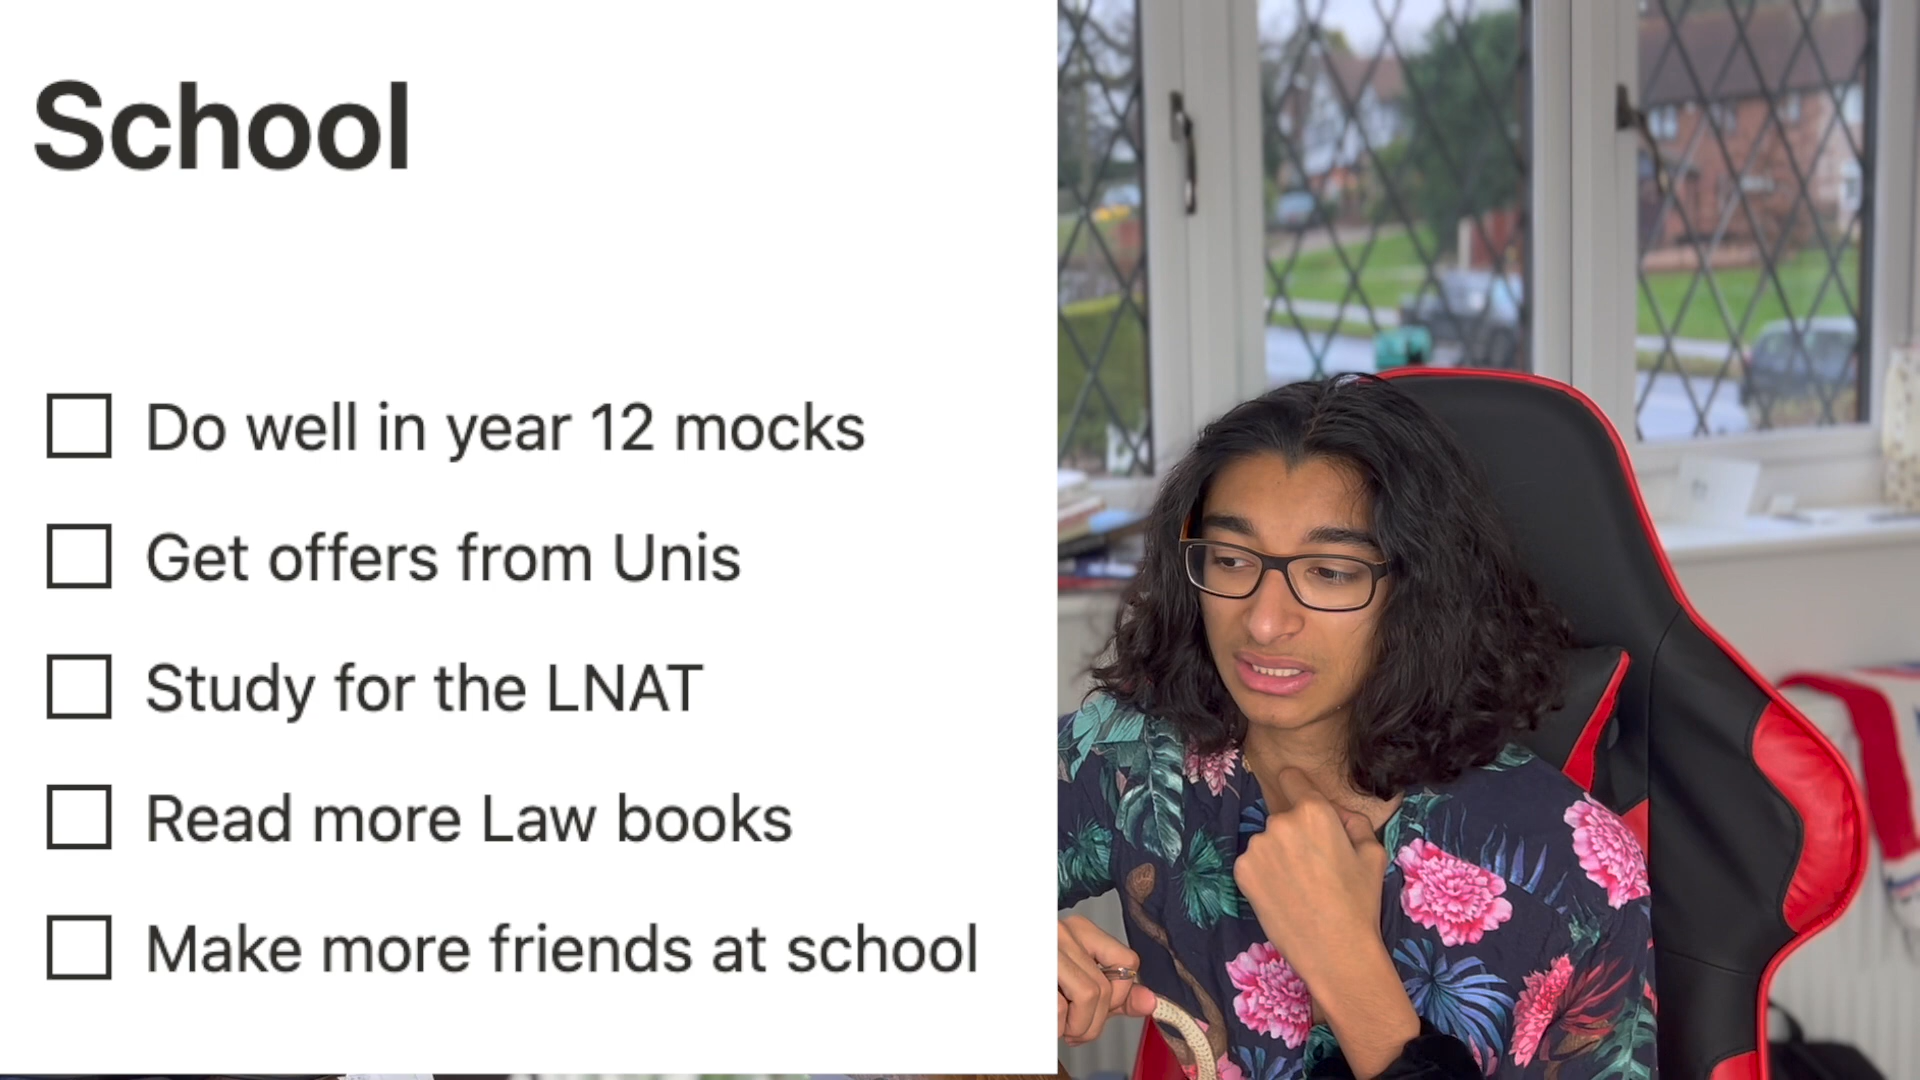 School
Do well in year 12 mocks
Get offers from Unis
Study for the LNAT
Read more Law books
Make more friends at school